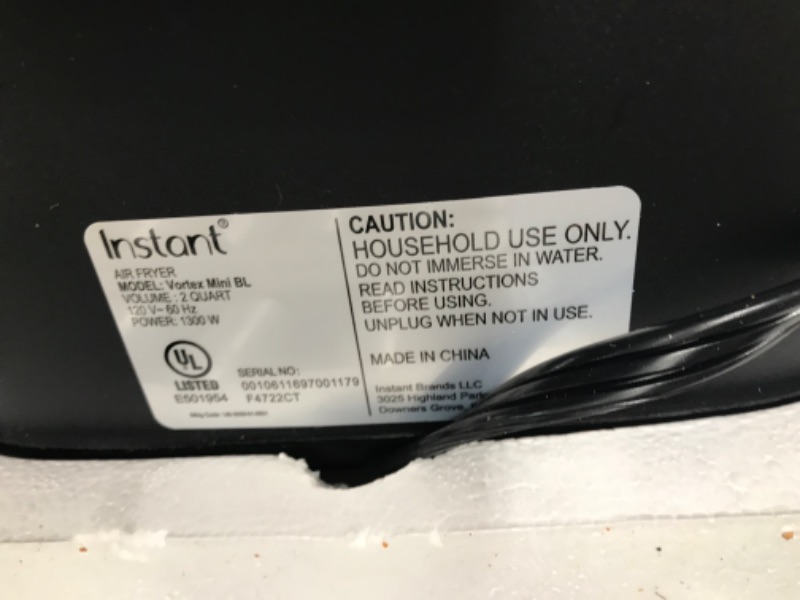 Instant®
AIR FRYER
MODEL: Vortex Mini BL
VOLUME : 2 QUART
120 V~ 60 Hz
POWER: 1300 W
UL
LISTED
E501954
SERIAL NO:
0010611697001179
F4722CT
CAUTION:
HOUSEHOLD USE ONLY.
DO NOT IMMERSE IN WATER.
READ INSTRUCTIONS
BEFORE USING.
UNPLUG WHEN NOT IN USE.
MADE IN CHINA
Instant Brands LLC
3025 Highland
Downers Grove,